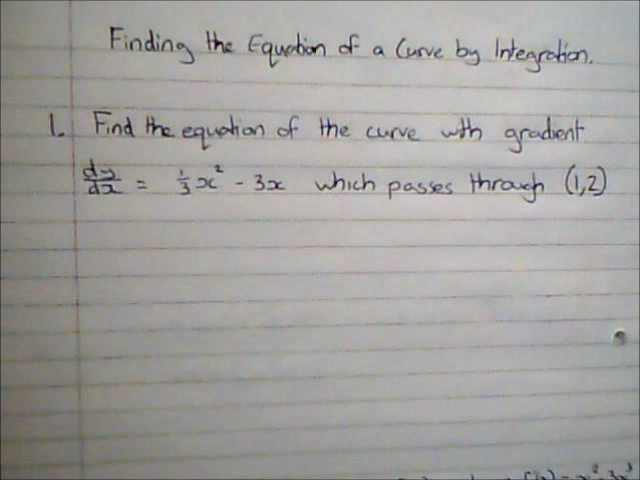 Finding the Equation of a Curve by Integration.
1. Find the equation of the curve with gradient
dy/dx = 1/3 x² - 3x which passes through (1,2)